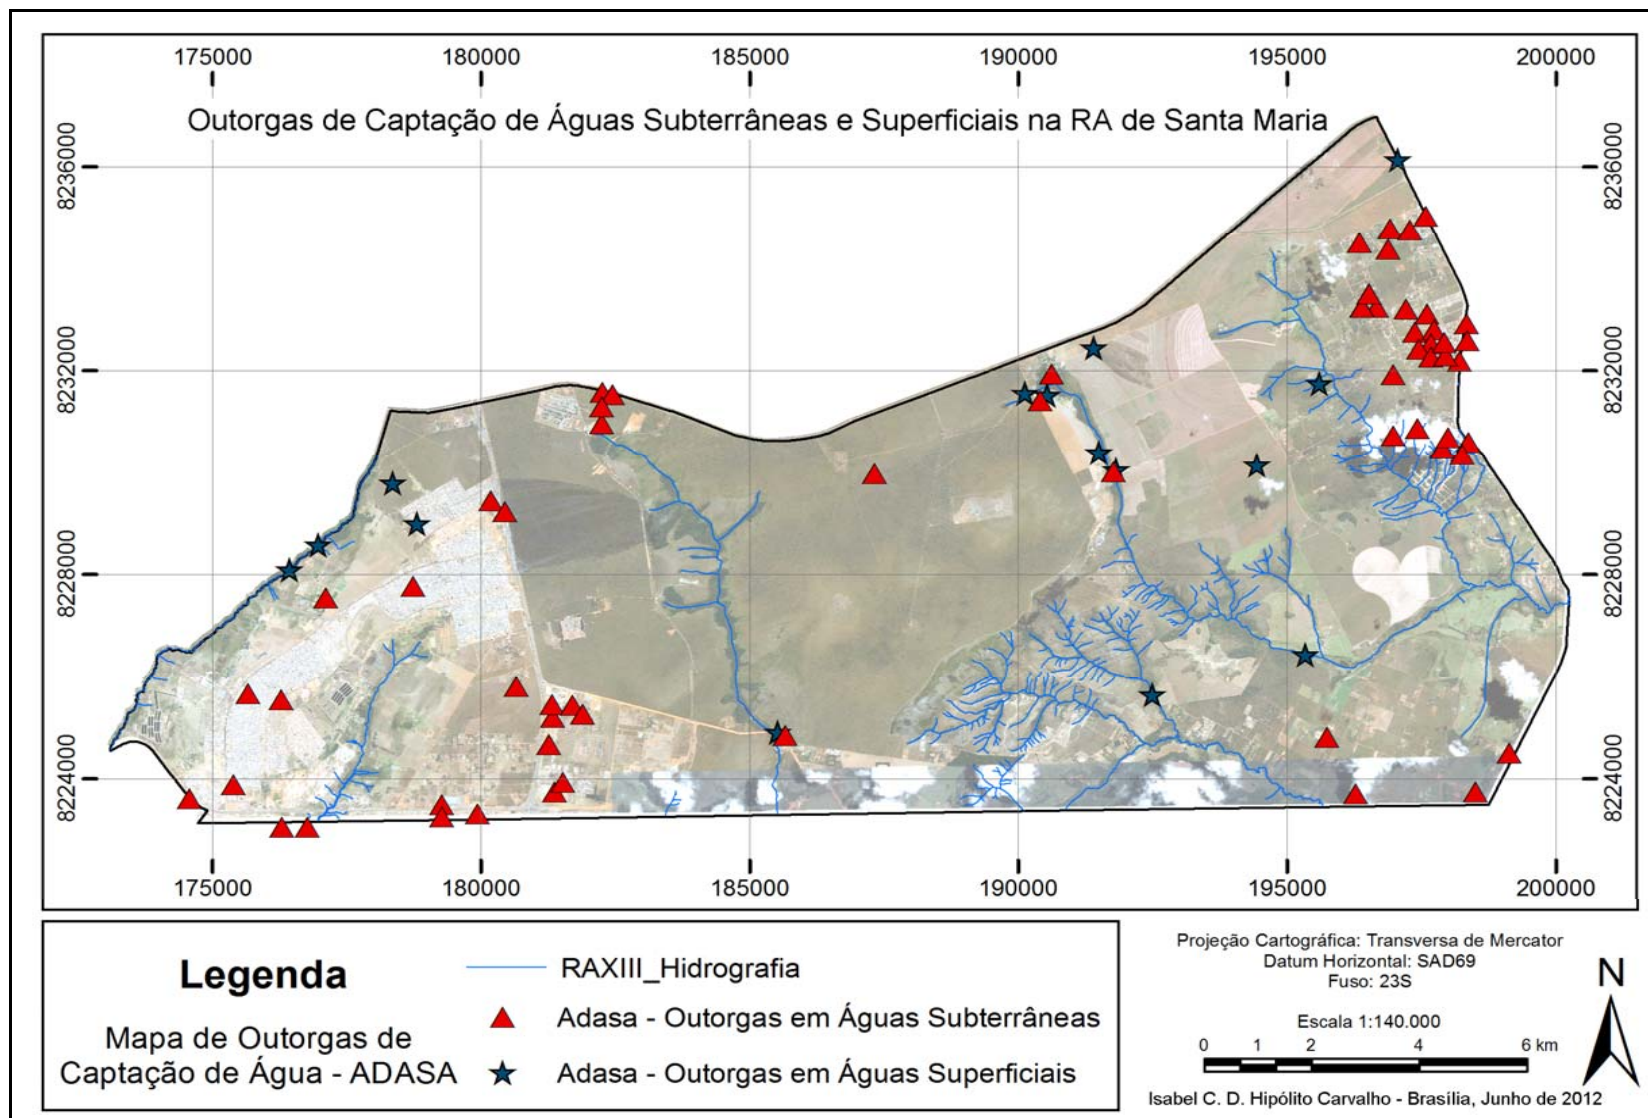 175000 180000 185000 190000 195000 200000
Outorgas de Captação de Águas Subterrâneas e Superficiais na RA de Santa Maria
8236000 8236000
8232000 8232000
8228000 8228000
8224000 8224000
175000 180000 185000 190000 195000 200000
Legenda
Mapa de Outorgas de
Captação de Água - ADASA
RAXIII_Hidrografia
Adasa - Outorgas em Águas Subterrâneas
Adasa - Outorgas em Águas Superficiais
Projeção Cartográfica: Transversa de Mercator
Datum Horizontal: SAD69
Fuso: 23S
Escala 1:140.000
0 1 2 4 6 km
N
Isabel C. D. Hipólito Carvalho - Brasília, Junho de 2012